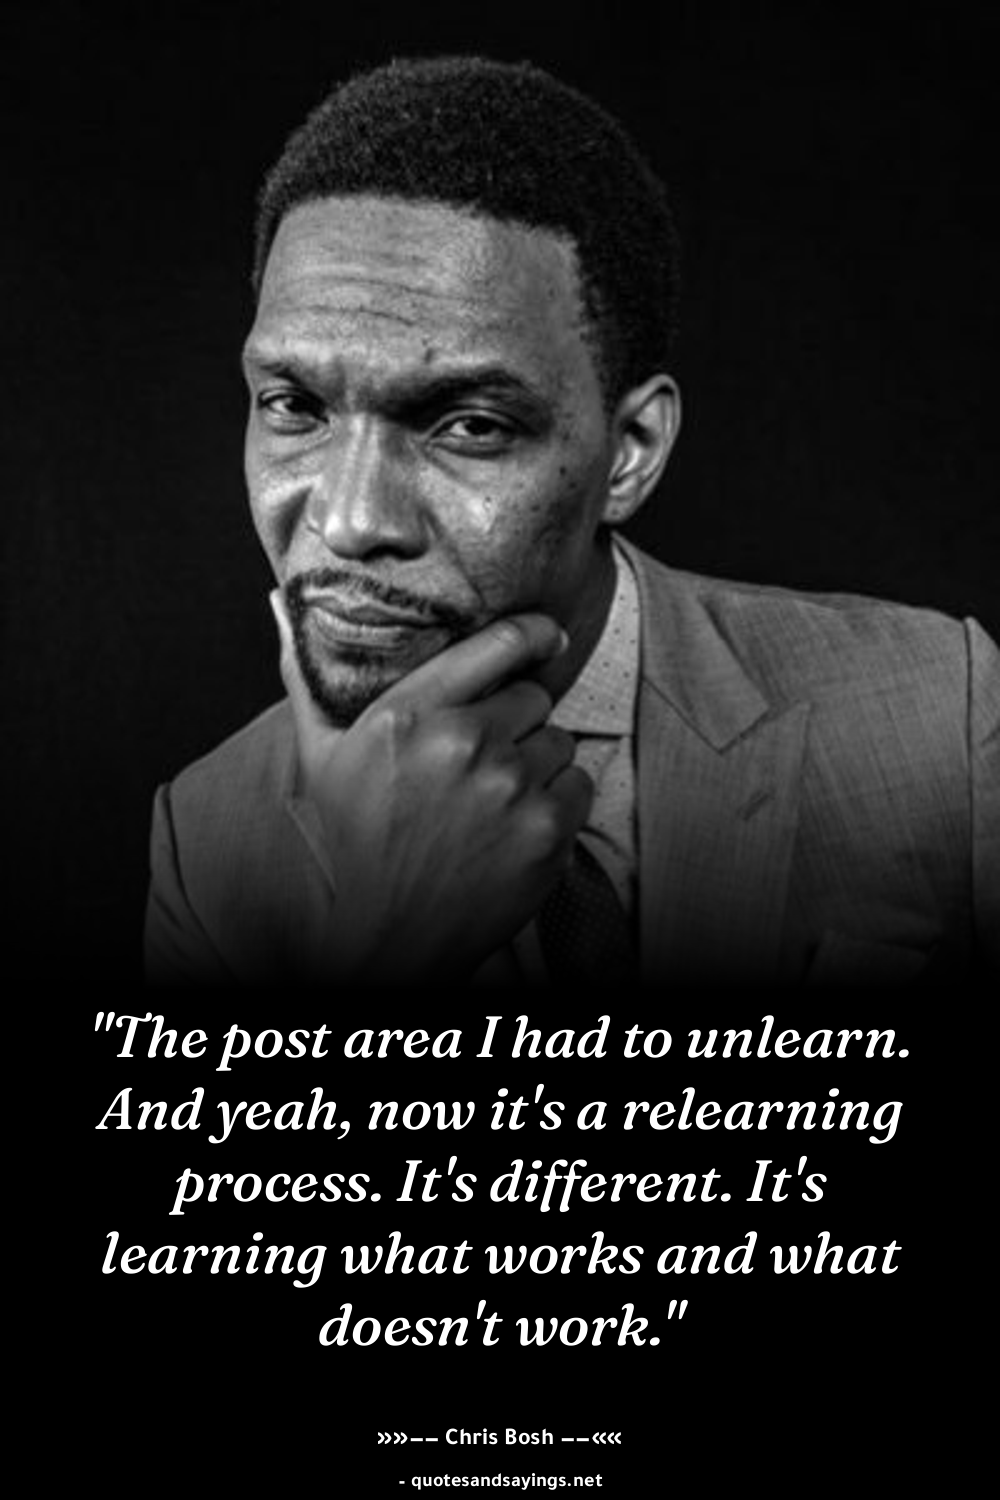 "The post area I had to unlearn.
And yeah, now it's a relearning
process. It's different. It's
learning what works and what
doesn't work."
»»−− Chris Bosh −−««
- quotesandsayings.net